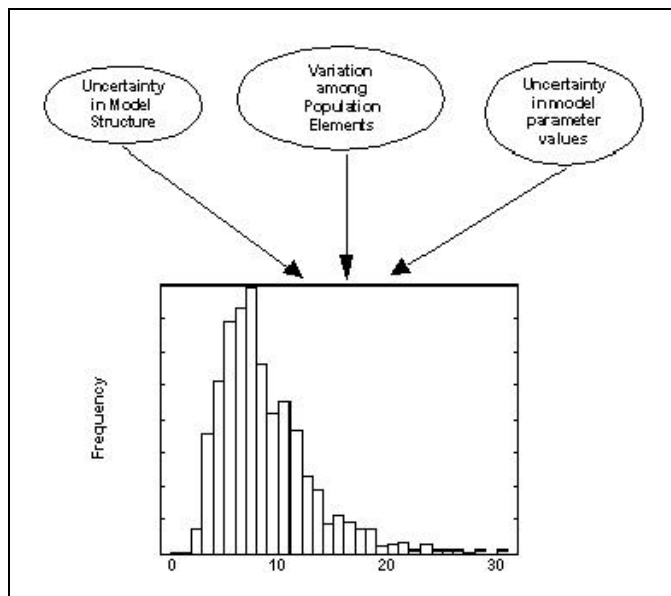 Uncertainty
in Model
Structure
Variation
among
Population
Elements
Uncertainty
in model
parameter
values
Frequency
0 10 20 30